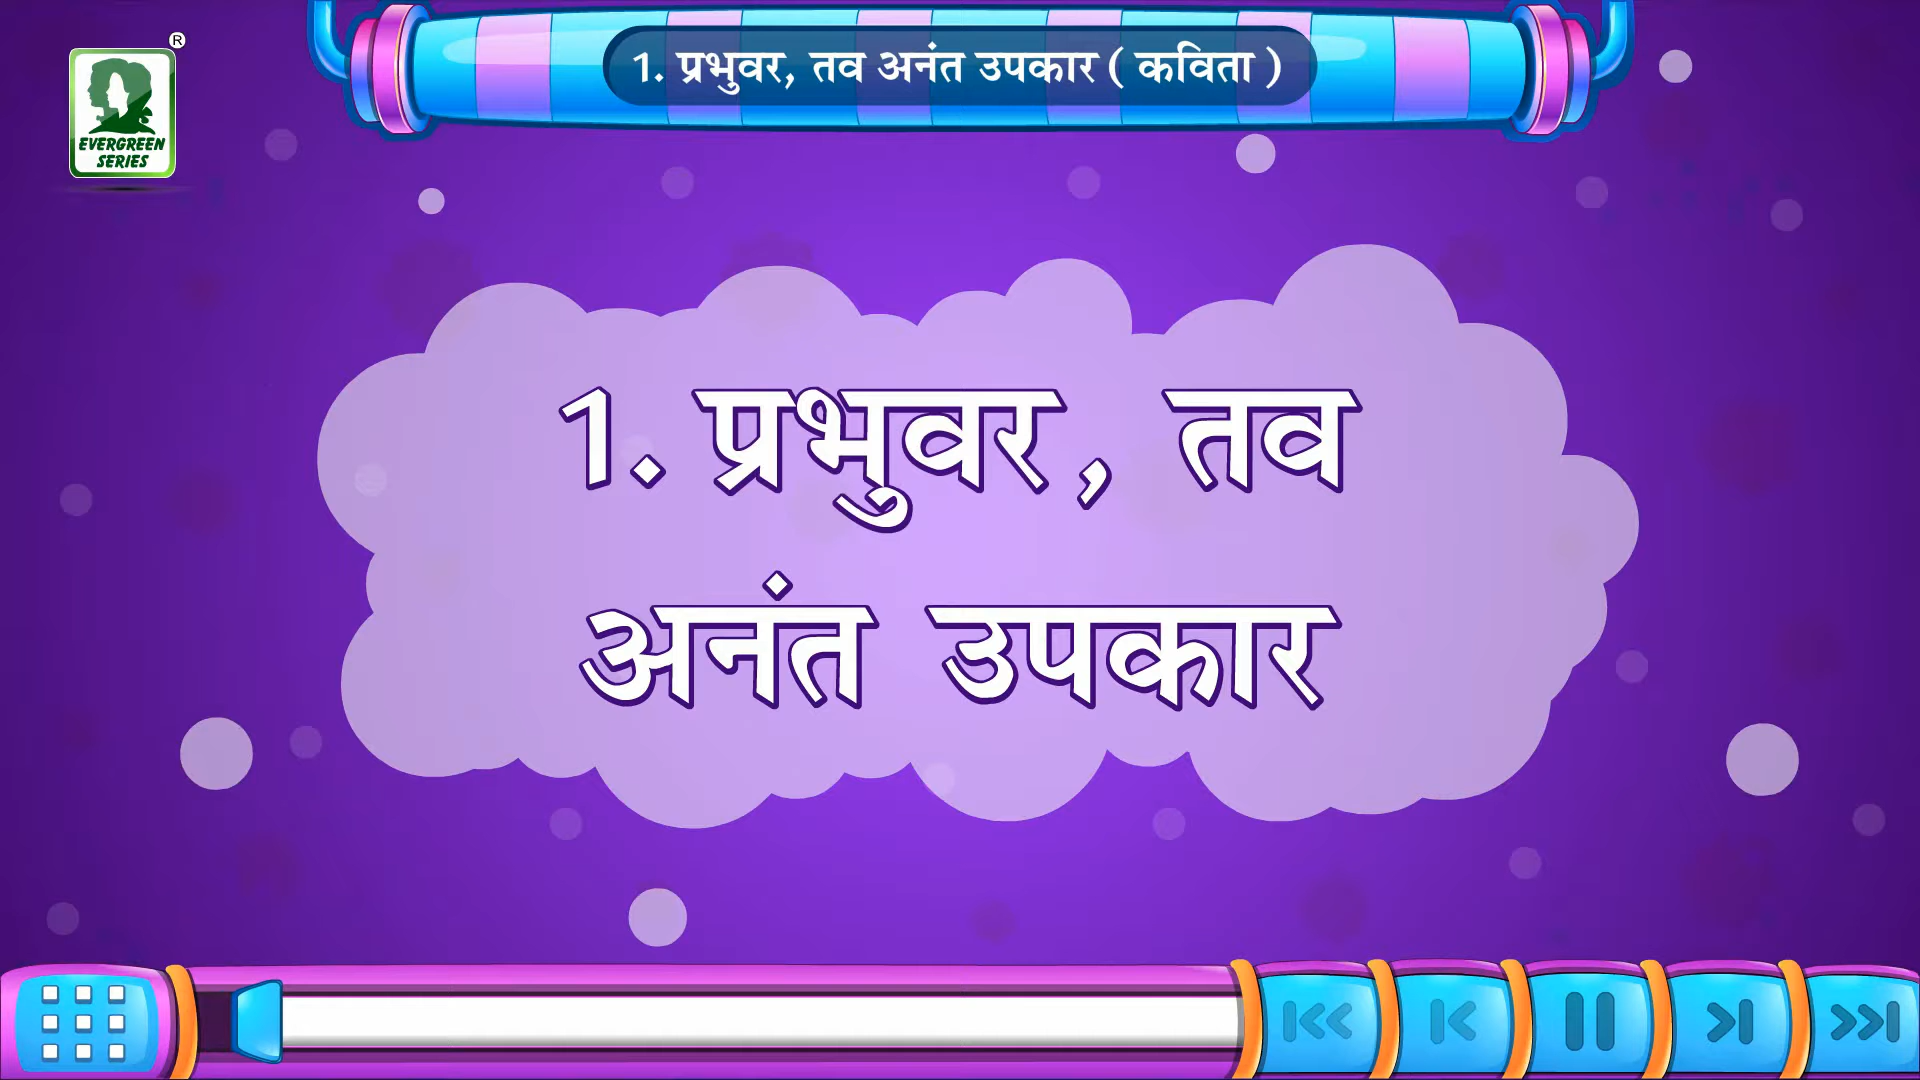 1. प्रभुवर, तव अनंत उपकार ( कविता )
®
EVERGREEN
SERIES
1. प्रभुवर, तव
अनंत उपकार